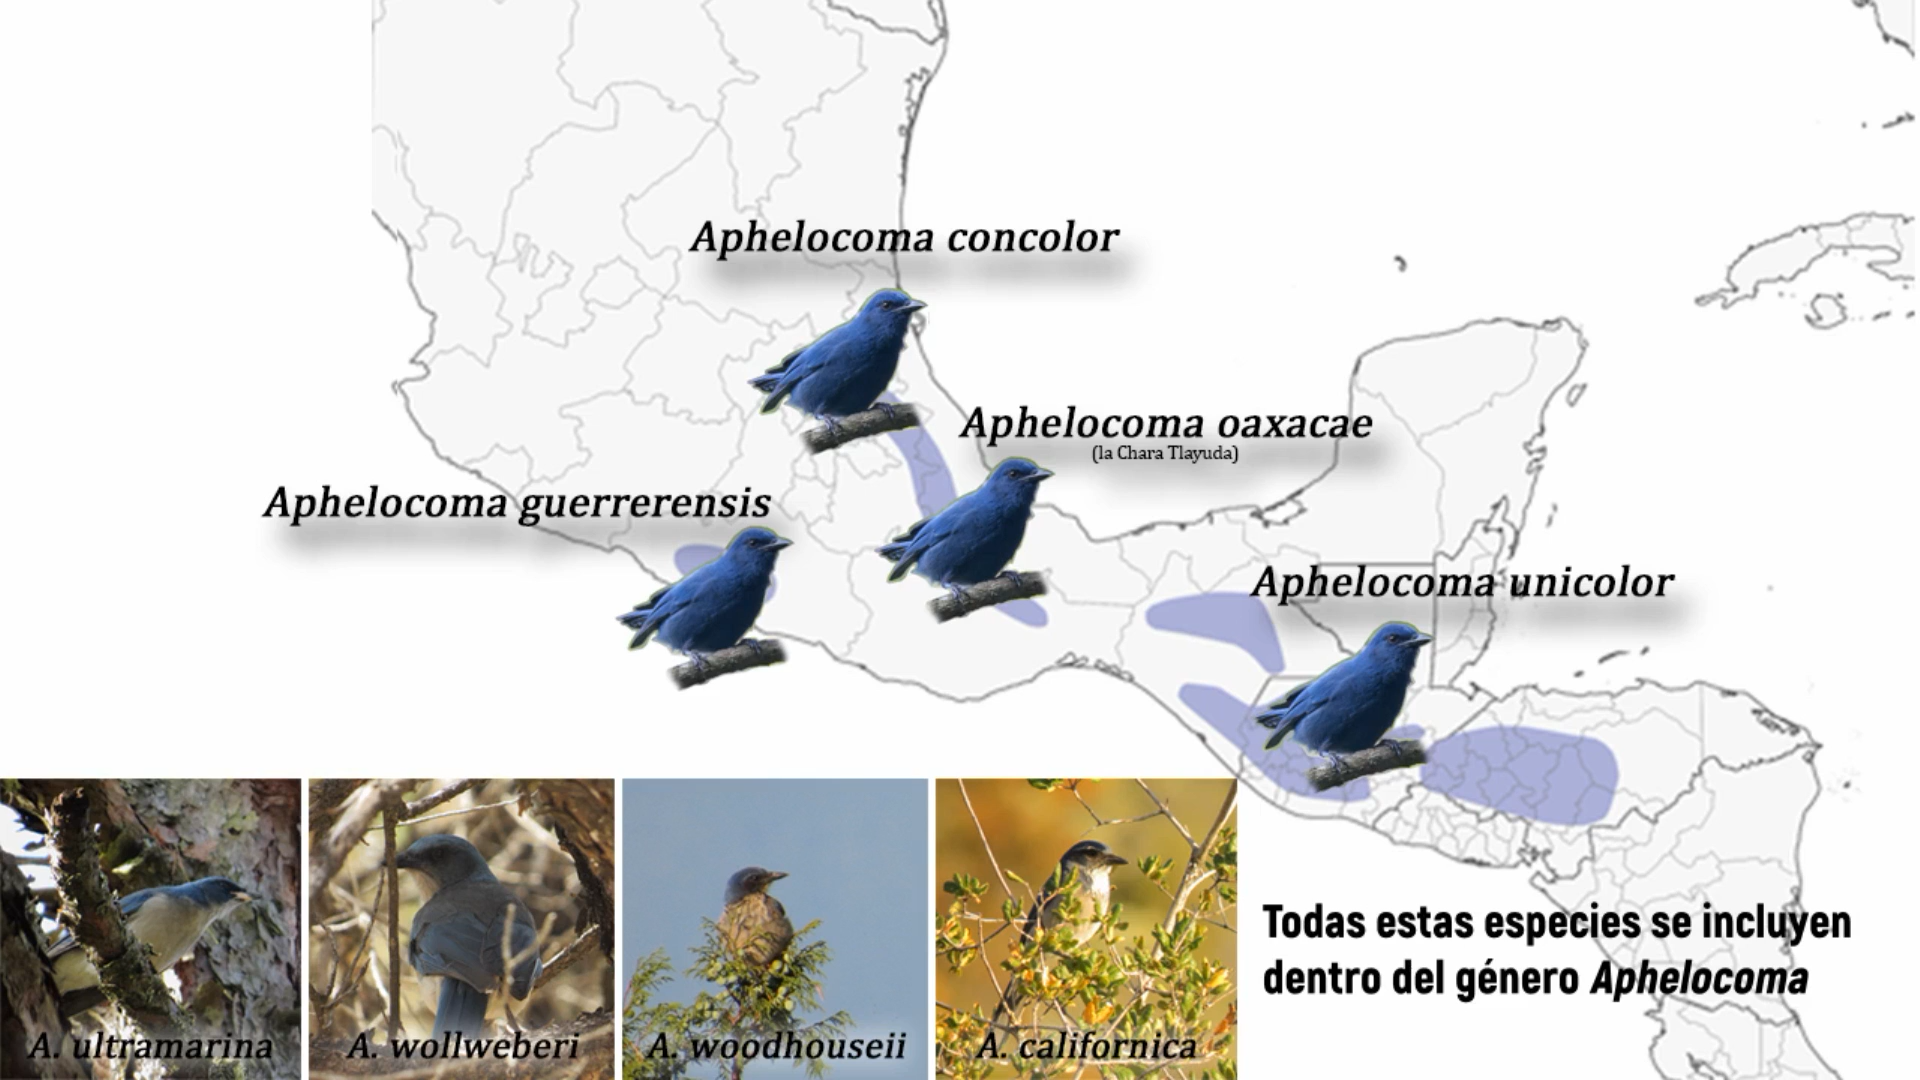 Aphelocoma concolor
Aphelocoma oaxacae
(la Chara Tlayuda)
Aphelocoma guerrerensis
Aphelocoma unicolor
Todas estas especies se incluyen
dentro del género Aphelocoma
A. ultramarina
A. wollweberi
A. woodhouseii
A. californica